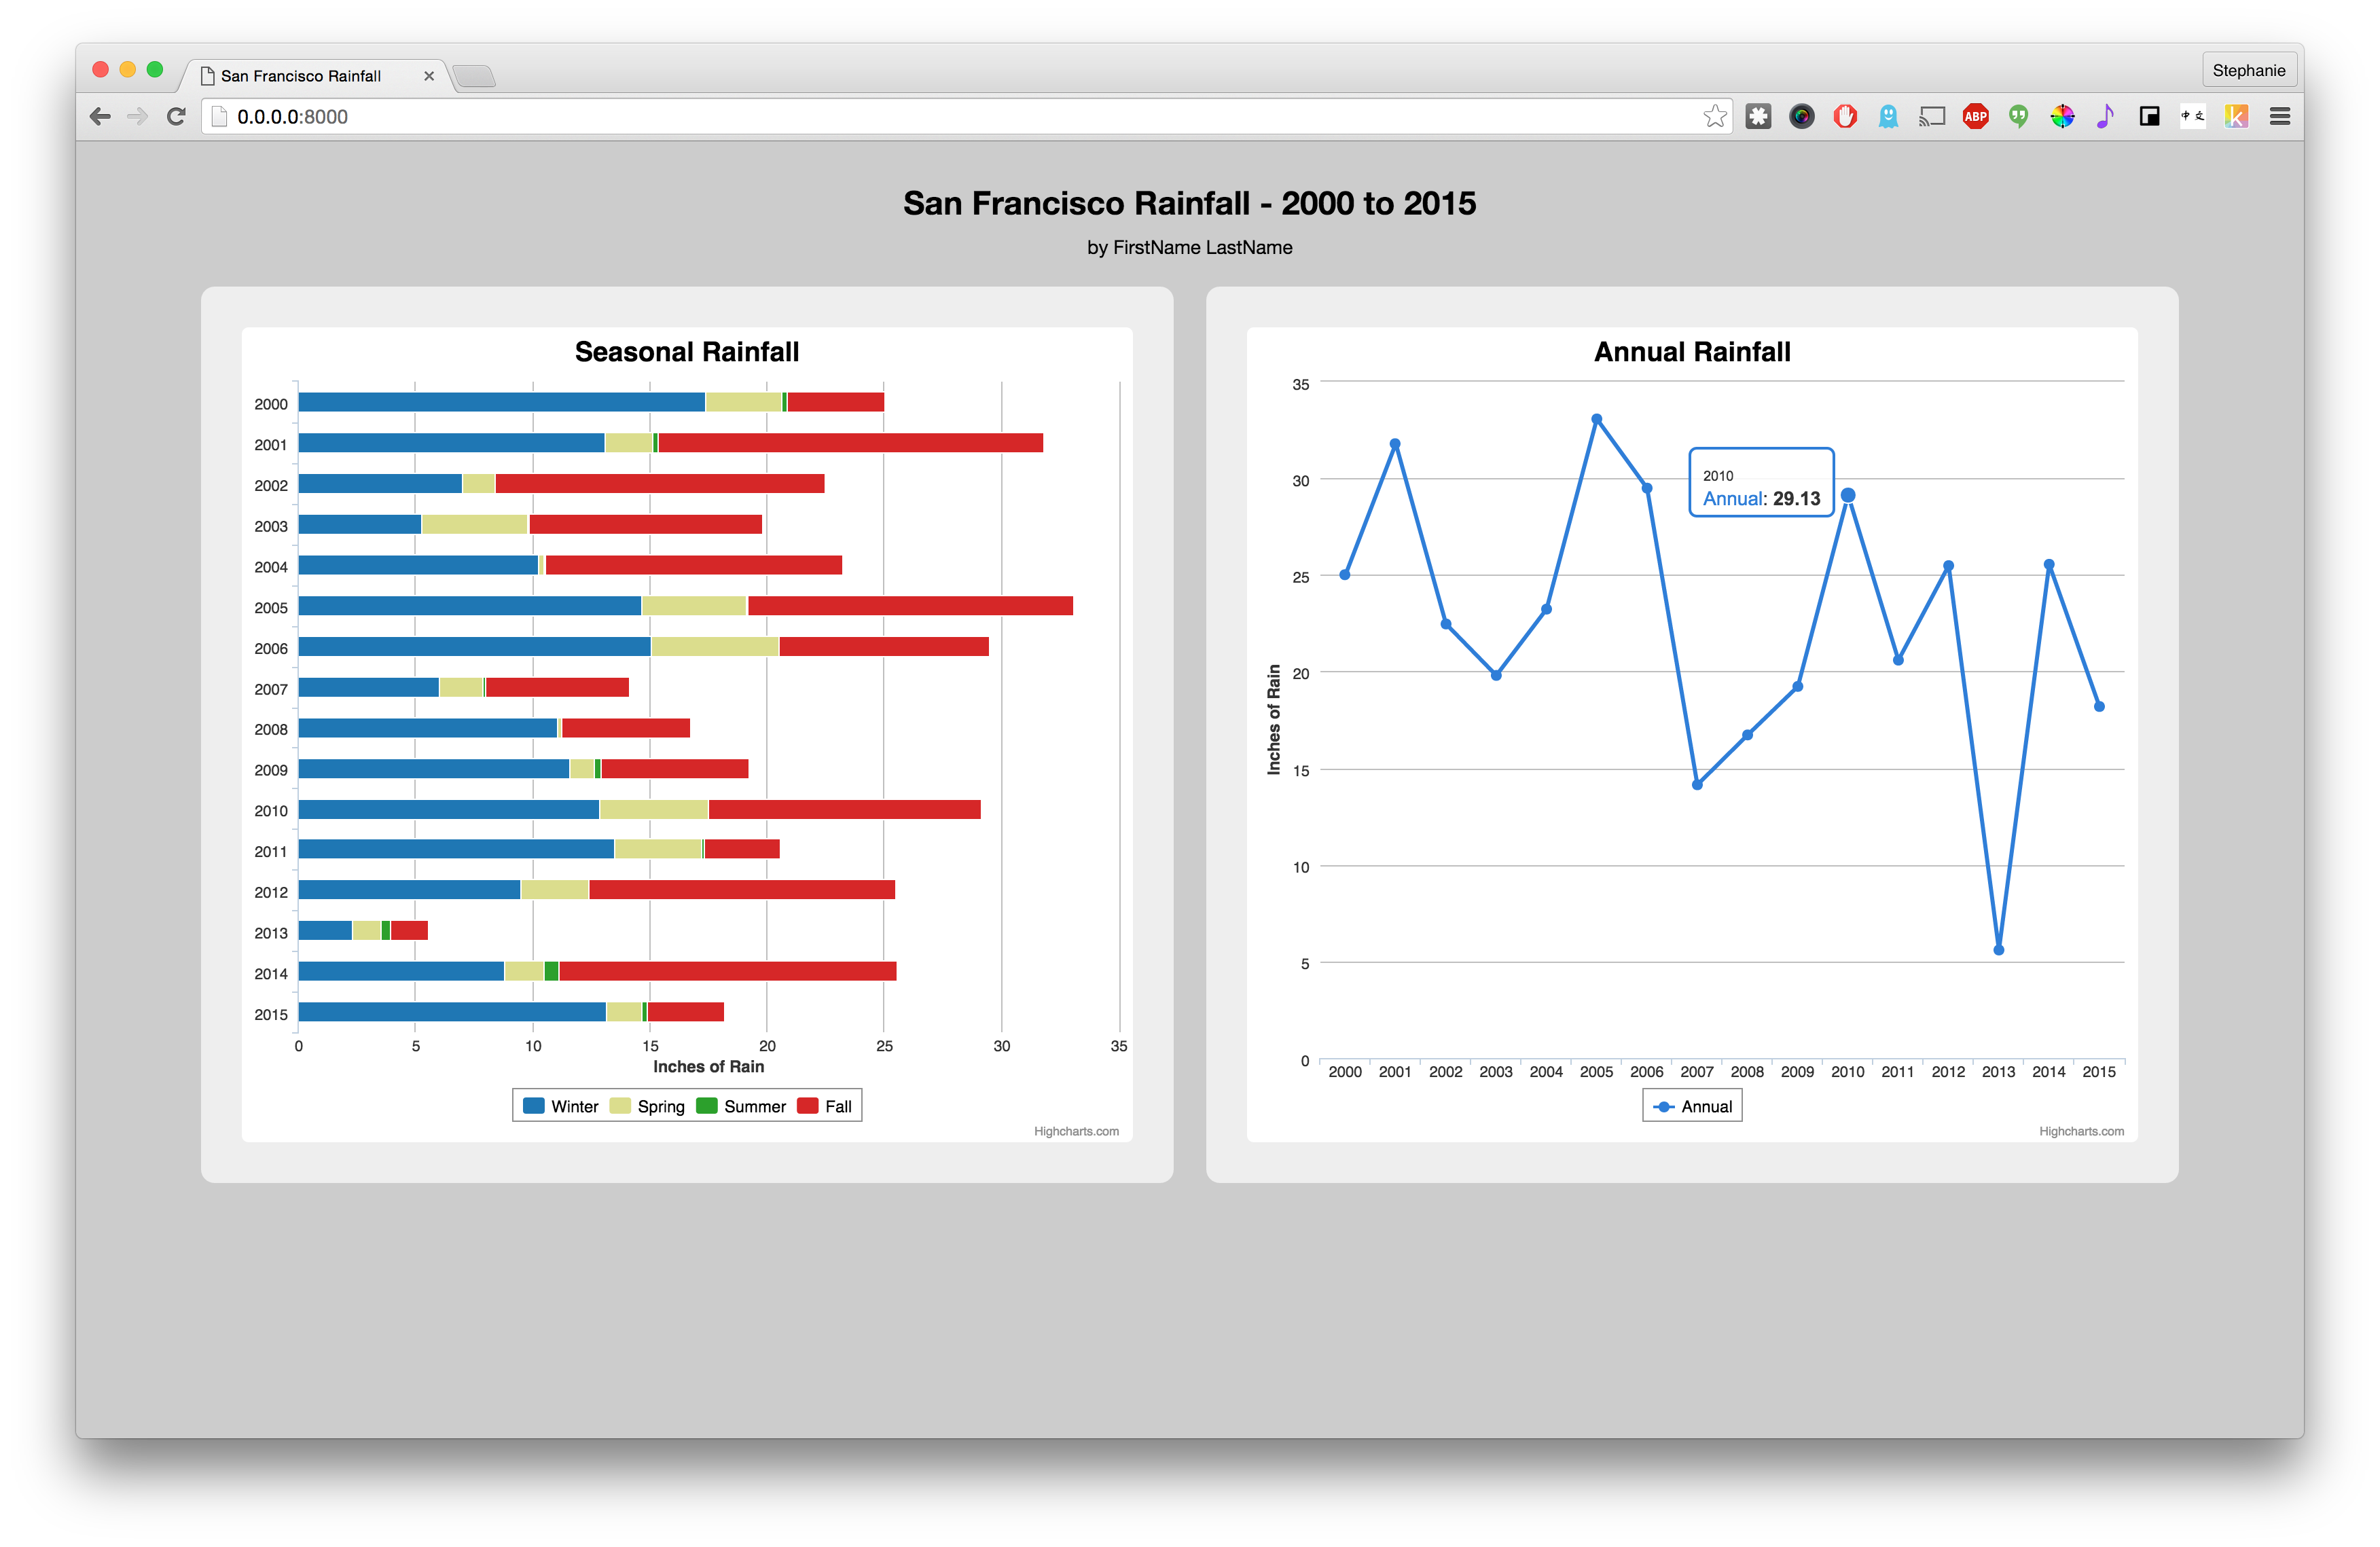 San Francisco Rainfall
Stephanie
0.0.0.0:8000
ABP
中 文
k
San Francisco Rainfall - 2000 to 2015
by FirstName LastName
Seasonal Rainfall
2000
2001
2002
2003
2004
2005
2006
2007
2008
2009
2010
2011
2012
2013
2014
2015
0 5 10 15 20 25 30 35
Inches of Rain
Winter Spring Summer Fall
Highcharts.com
Annual Rainfall
35
30
25
20
15
10
5
0
Inches of Rain
2010
Annual: 29.13
2000 2001 2002 2003 2004 2005 2006 2007 2008 2009 2010 2011 2012 2013 2014 2015
Annual
Highcharts.com